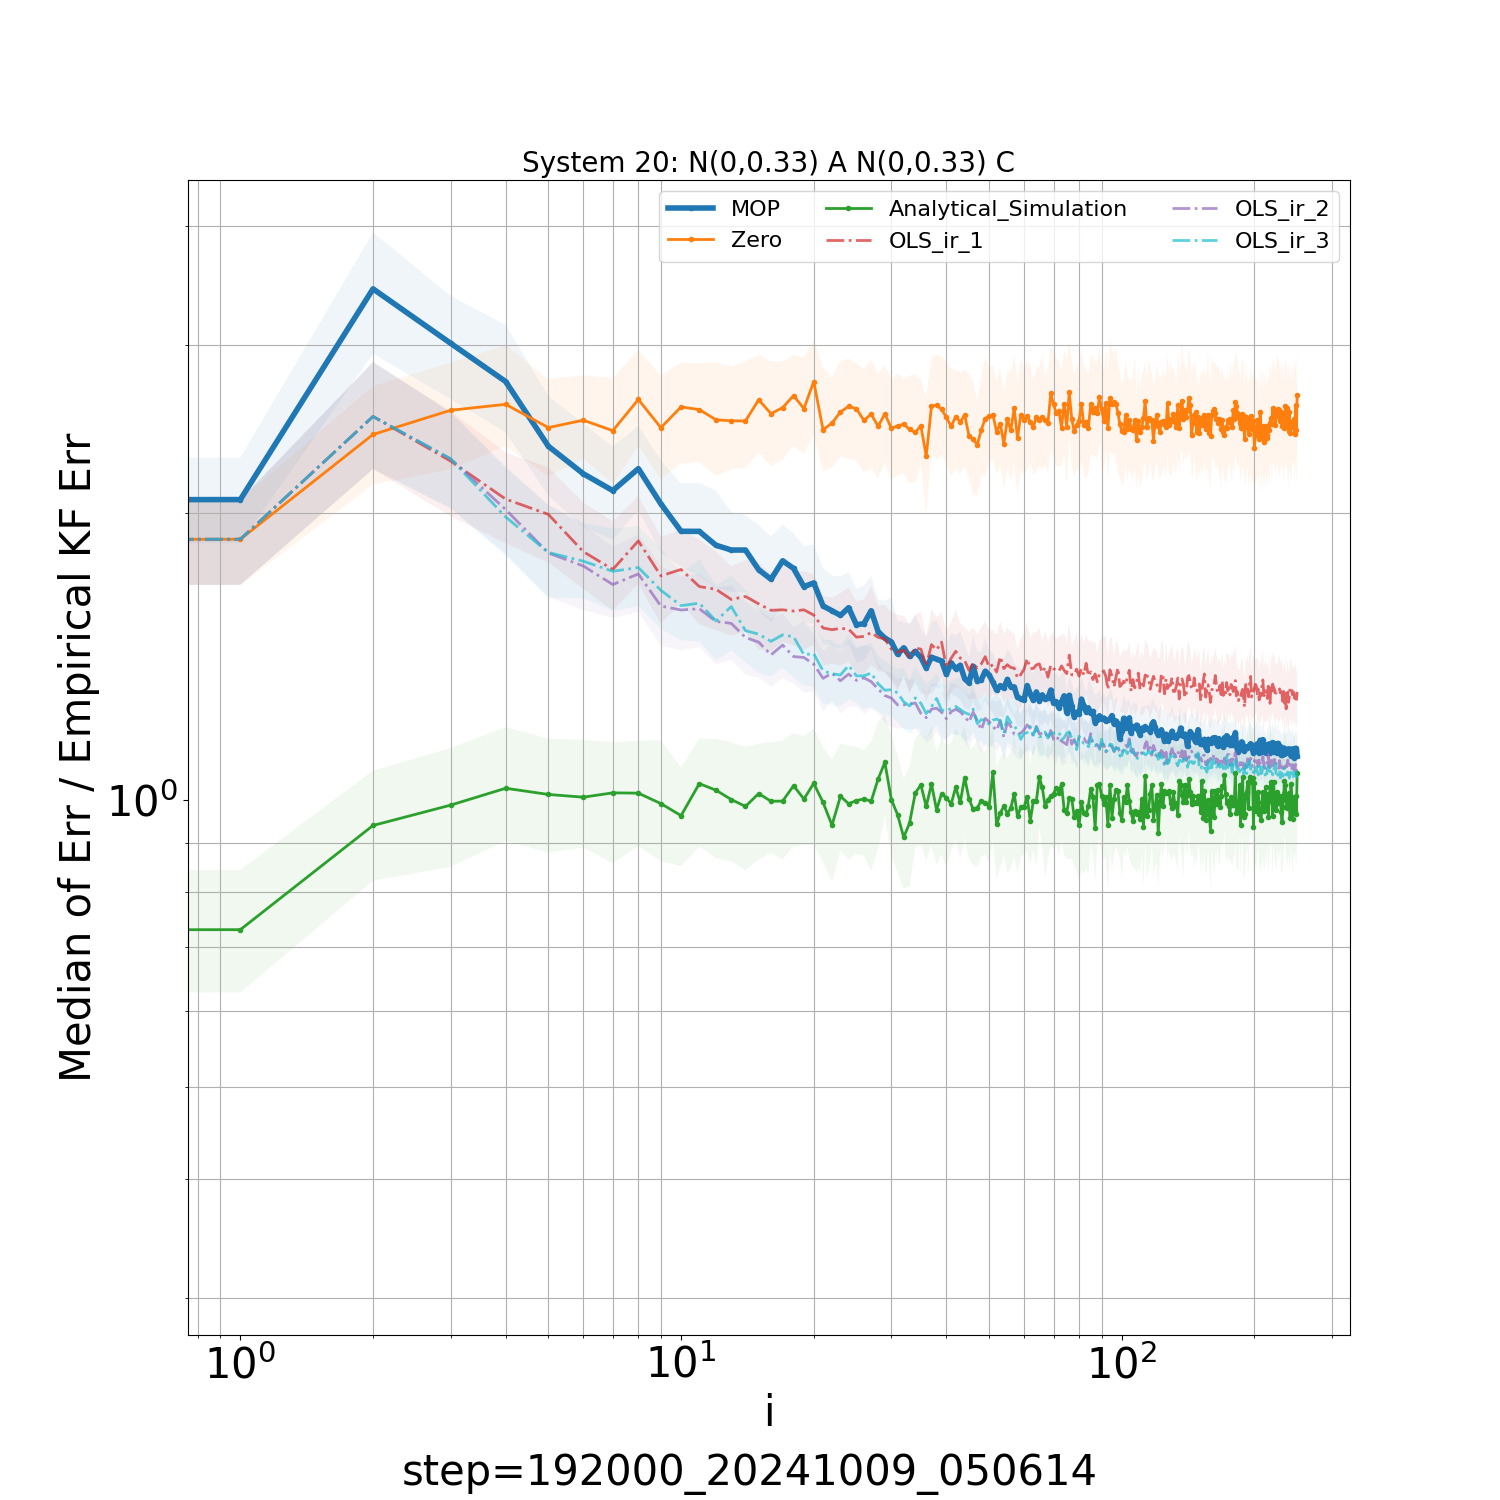 System 20: N(0,0.33) A N(0,0.33) C
MOP
Zero
Analytical_Simulation
OLS_ir_1
OLS_ir_2
OLS_ir_3
Median of Err / Empirical KF Err
10⁰
10⁰ 10¹ 10²
i
step=192000_20241009_050614